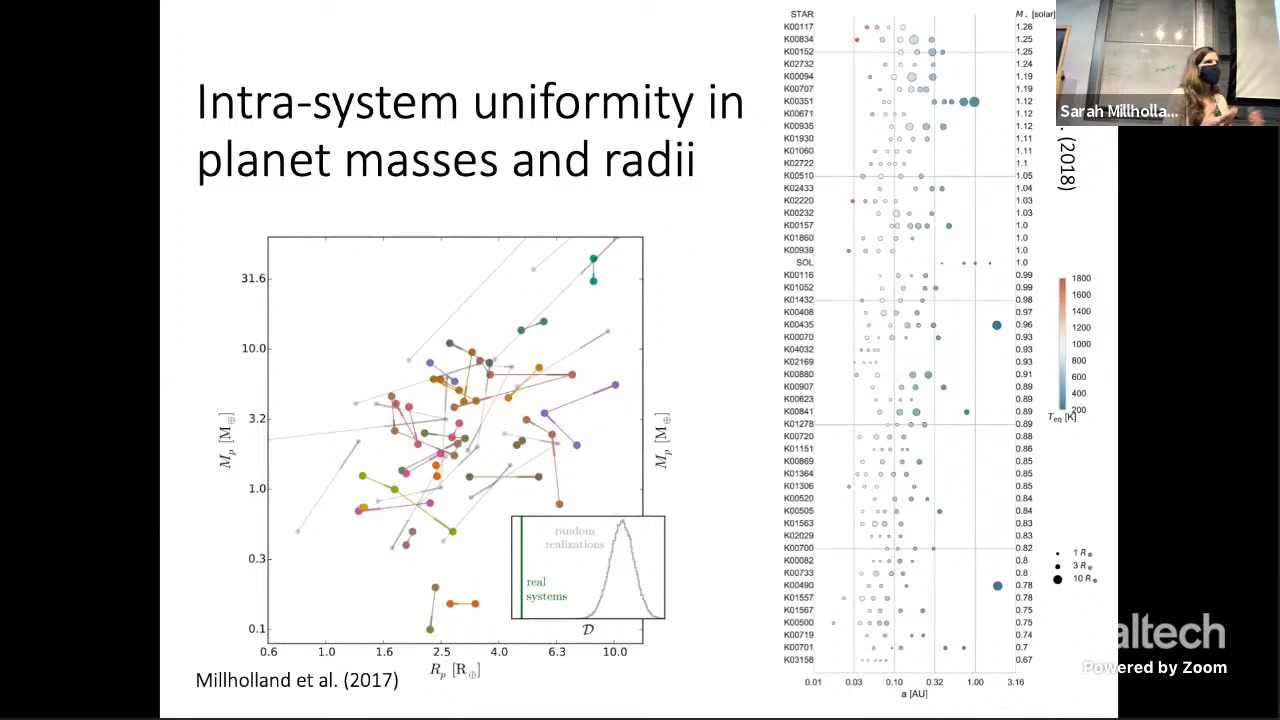 Intra-system uniformity in
planet masses and radii
31.6
10.0
3.2
1.0
0.3
0.1
M_p [M⊕]
M_p [M⊕]
0.6 1.0 1.6 2.5 4.0 6.3 10.0
R_p [R⊕]
random
realizations
real
systems
𝒟
Millholland et al. (2017)
STAR M⋆ [solar]
K00117 1.26
K00834 1.25
K00152 1.25
K02732 1.24
K00094 1.19
K00707 1.19
K00351 1.12
K00671 1.12
K00935 1.12
K01930 1.11
K01060 1.11
K02722 1.1
K00510 1.05
K02433 1.04
K02220 1.03
K00232 1.03
K00157 1.0
K01860 1.0
K00939 1.0
SOL 1.0
K00116 0.99
K01052 0.99
K01432 0.98
K00408 0.97
K00435 0.96
K00070 0.93
K04032 0.93
K02169 0.93
K00880 0.91
K00907 0.89
K00623 0.89
K00841 0.89
K01278 0.89
K00720 0.88
K01151 0.86
K00869 0.85
K01364 0.85
K01306 0.85
K00520 0.84
K00505 0.84
K01563 0.83
K02029 0.83
K00700 0.82
K00082 0.8
K00733 0.8
K00490 0.78
K01557 0.78
K01567 0.75
K00500 0.75
K00719 0.74
K00701 0.7
K03158 0.67
0.01 0.03 0.10 0.32 1.00 3.16
a [AU]
1800
1600
1400
1200
1000
800
600
400
200
T_eq [K]
1 R⊕
3 R⊕
10 R⊕
. (2018)
Sarah Millholla...
altech
Powered by Zoom